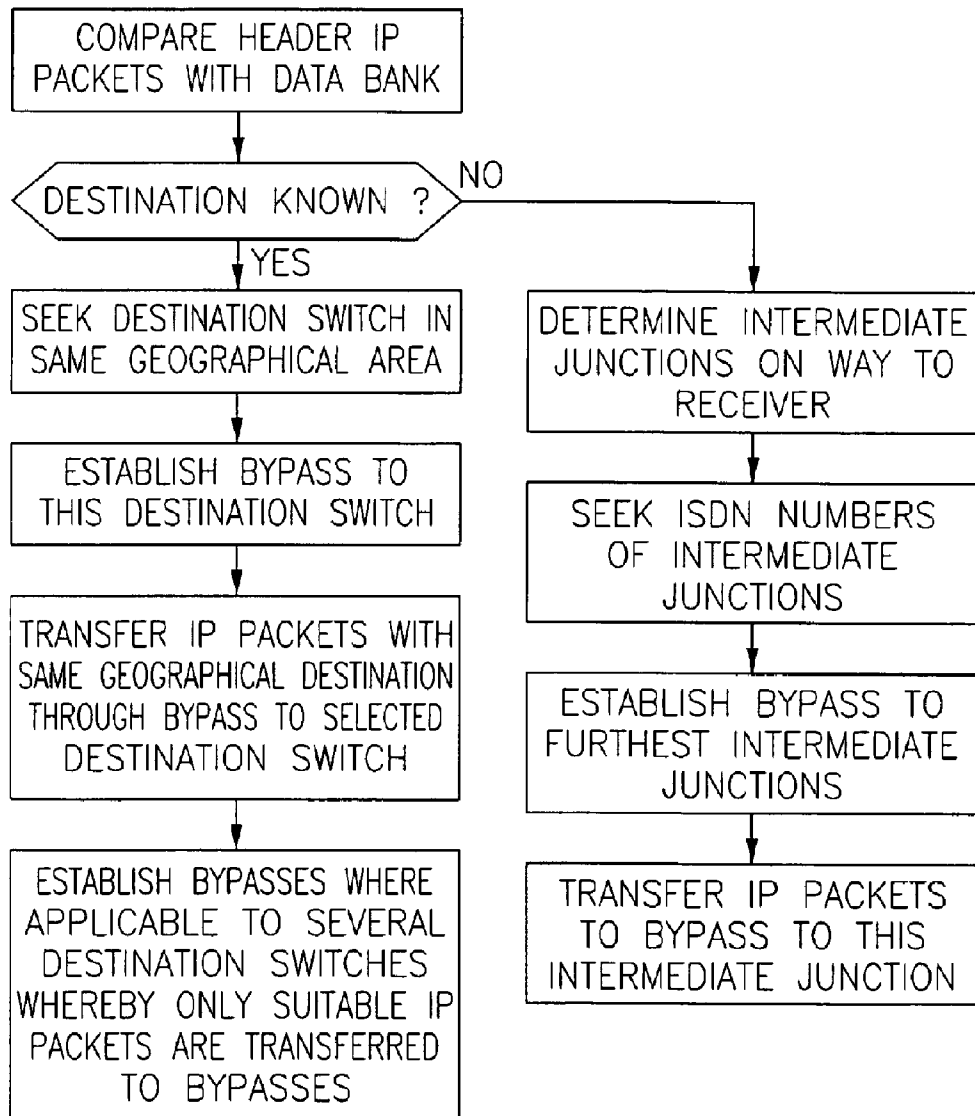 COMPARE HEADER IP
PACKETS WITH DATA BANK
DESTINATION KNOWN ?
NO
YES
SEEK DESTINATION SWITCH IN
SAME GEOGRAPHICAL AREA
ESTABLISH BYPASS TO
THIS DESTINATION SWITCH
TRANSFER IP PACKETS WITH
SAME GEOGRAPHICAL DESTINATION
THROUGH BYPASS TO SELECTED
DESTINATION SWITCH
ESTABLISH BYPASSES WHERE
APPLICABLE TO SEVERAL
DESTINATION SWITCHES
WHEREBY ONLY SUITABLE IP
PACKETS ARE TRANSFERRED
TO BYPASSES
DETERMINE INTERMEDIATE
JUNCTIONS ON WAY TO
RECEIVER
SEEK ISDN NUMBERS
OF INTERMEDIATE
JUNCTIONS
ESTABLISH BYPASS TO
FURTHEST INTERMEDIATE
JUNCTIONS
TRANSFER IP PACKETS
TO BYPASS TO THIS
INTERMEDIATE JUNCTION